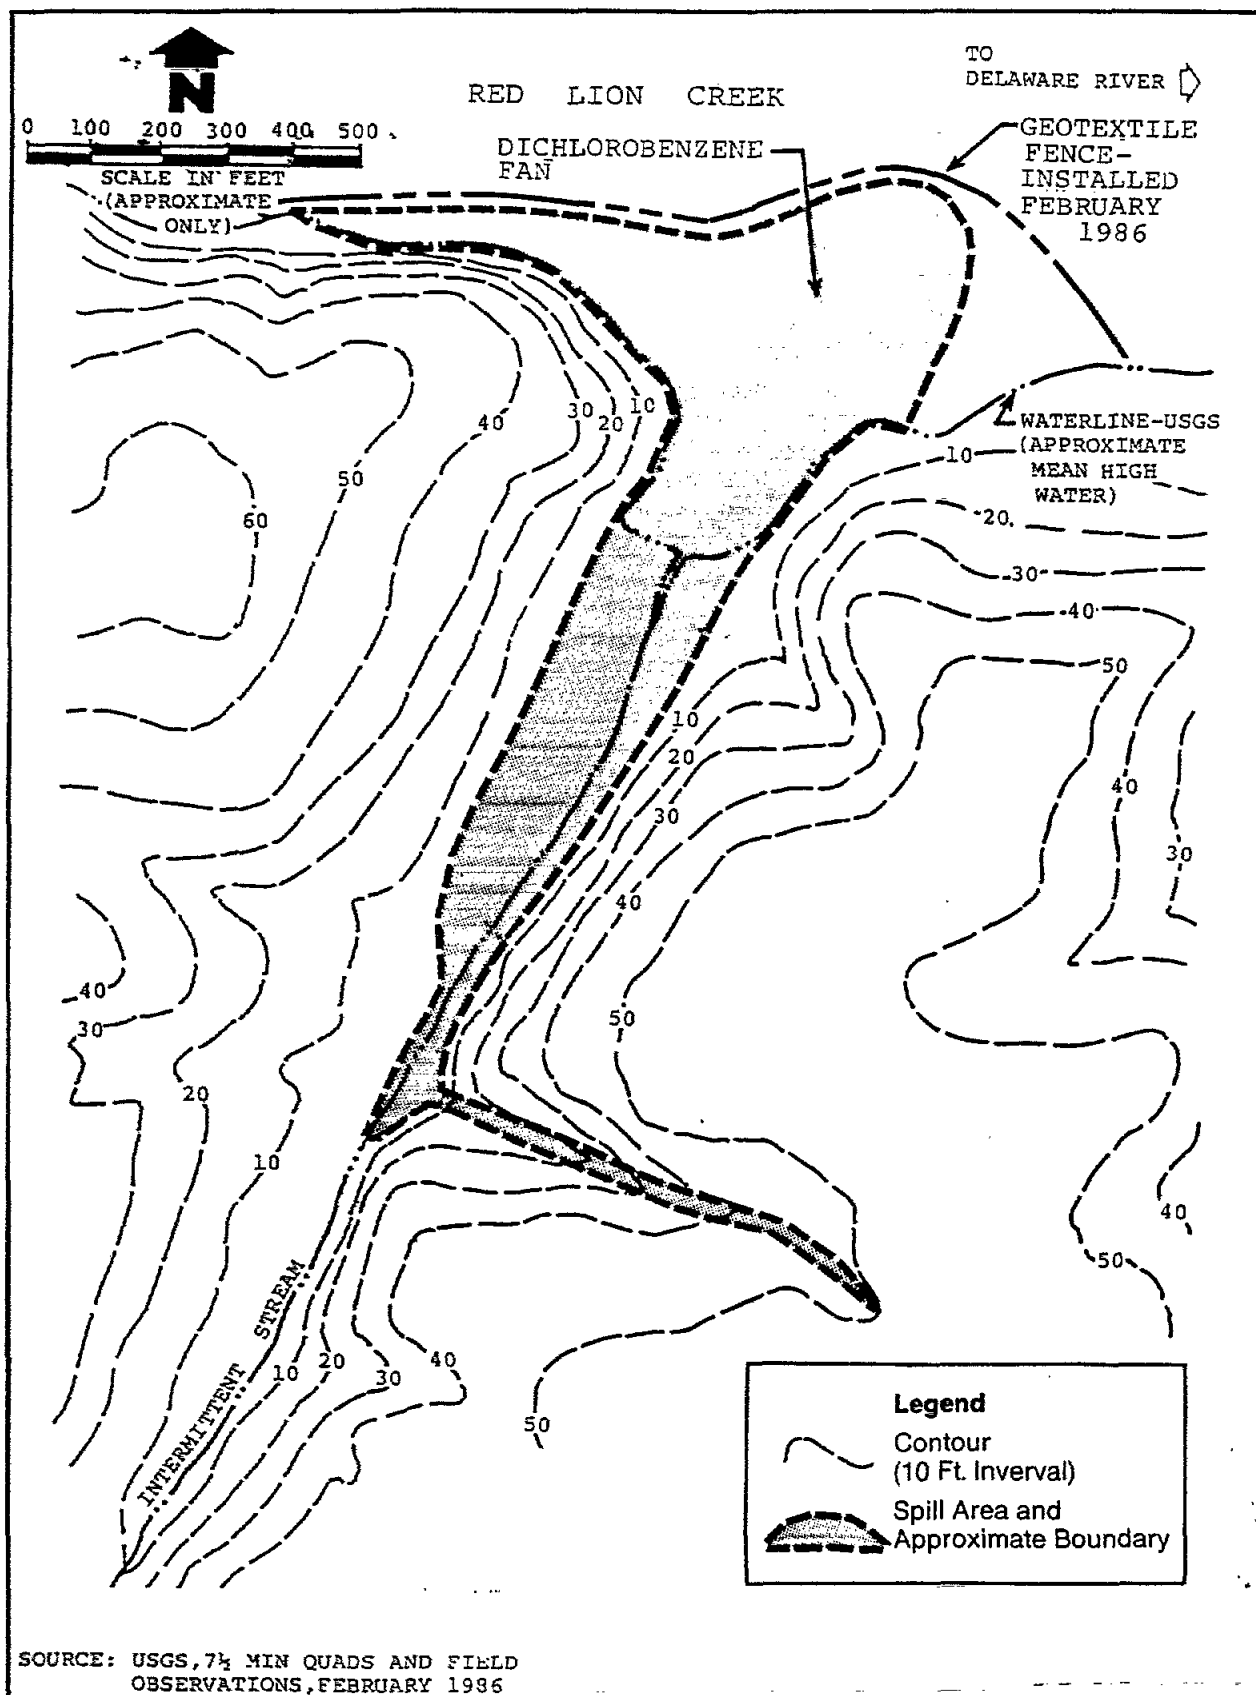 N
0 100 200 300 400 500
SCALE IN FEET
(APPROXIMATE
ONLY)
RED LION CREEK
TO
DELAWARE RIVER
DICHLOROBENZENE
FAN
GEOTEXTILE
FENCE-
INSTALLED
FEBRUARY
1986
WATERLINE-USGS
(APPROXIMATE
MEAN HIGH
WATER)
10
20
30
40
50
60
10
20
30
40
50
40
30
10
20
30
40
50
40
30
20
10
40
50
INTERMITTENT STREAM
10
20
30
40
50
Legend
Contour
(10 Ft. Inverval)
Spill Area and
Approximate Boundary
SOURCE: USGS, 7½ MIN QUADS AND FIELD
OBSERVATIONS, FEBRUARY 1986